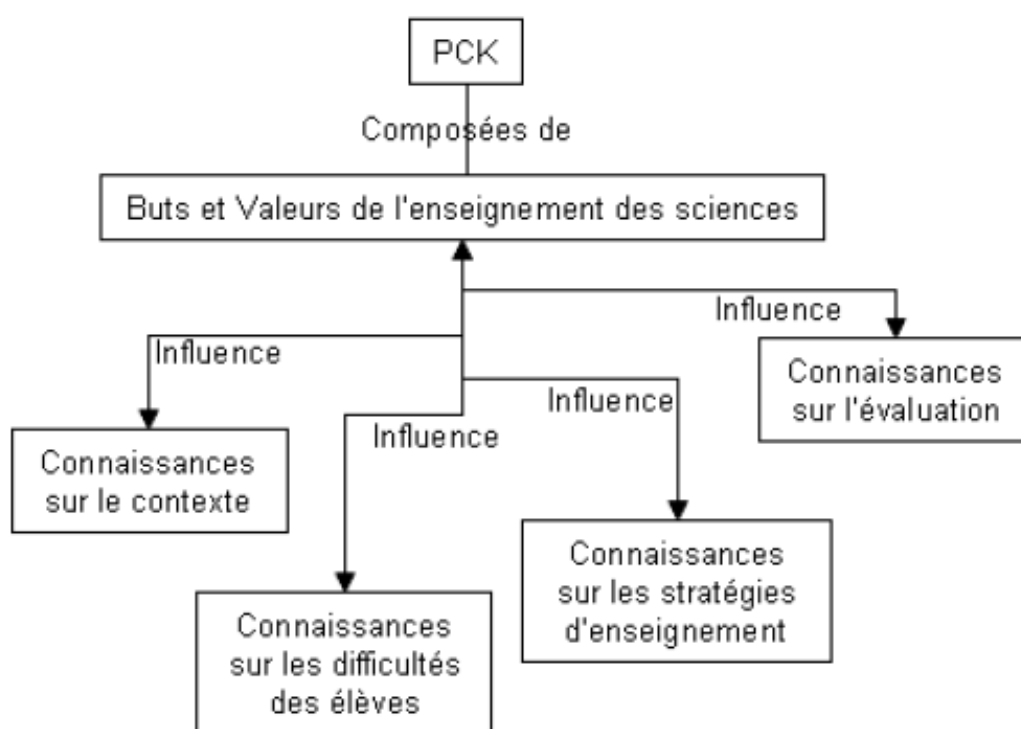 PCK
Composées de
Buts et Valeurs de l'enseignement des sciences
Influence
Influence
Connaissances
sur l'évaluation
Influence
Influence
Connaissances
sur le contexte
Connaissances
sur les stratégies
d'enseignement
Connaissances
sur les difficultés
des élèves